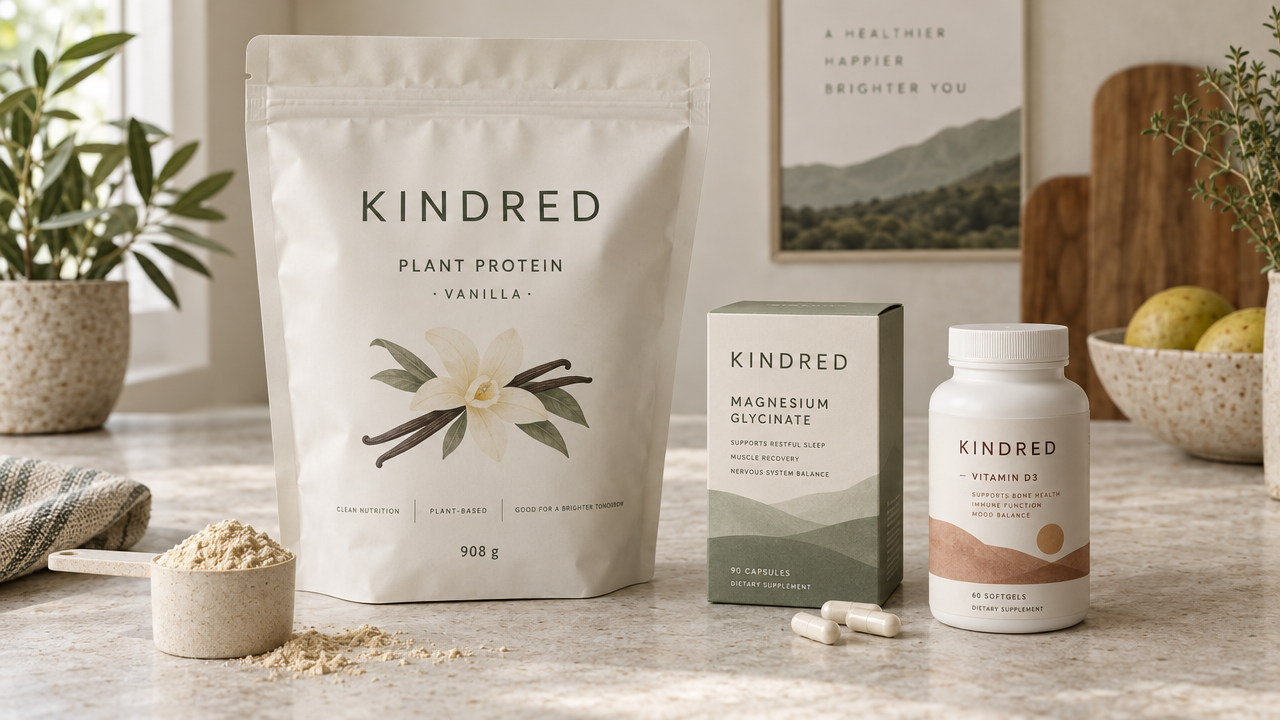 A HEALTHIER
HAPPIER
BRIGHTER YOU
KINDRED
PLANT PROTEIN
· VANILLA ·
CLEAN NUTRITION | PLANT-BASED | GOOD FOR A BRIGHTER TOMORROW
908 g
KINDRED
MAGNESIUM
GLYCINATE
SUPPORTS RESTFUL SLEEP
MUSCLE RECOVERY
NERVOUS SYSTEM BALANCE
90 CAPSULES
DIETARY SUPPLEMENT
KINDRED
— VITAMIN D3
SUPPORTS BONE HEALTH
IMMUNE FUNCTION
MOOD BALANCE
60 SOFTGELS
DIETARY SUPPLEMENT